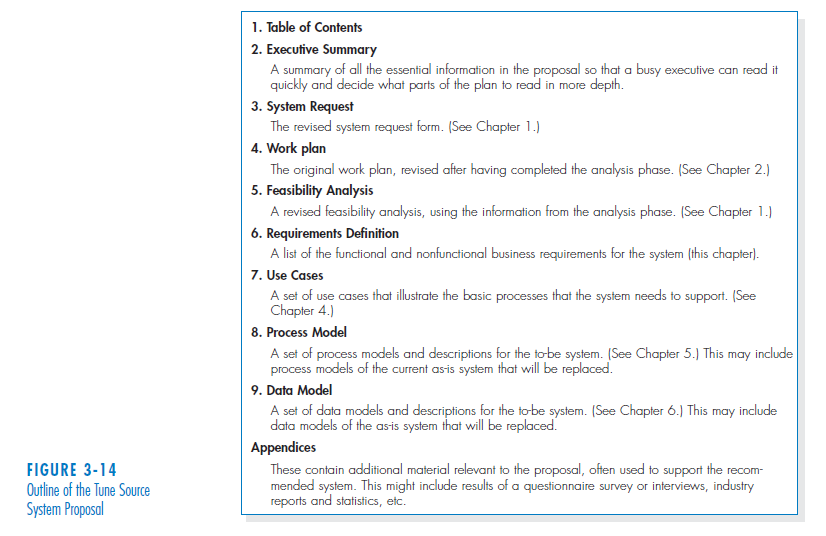 1. Table of Contents
2. Executive Summary
A summary of all the essential information in the proposal so that a busy executive can read it
quickly and decide what parts of the plan to read in more depth.
3. System Request
The revised system request form. (See Chapter 1.)
4. Work plan
The original work plan, revised after having completed the analysis phase. (See Chapter 2.)
5. Feasibility Analysis
A revised feasibility analysis, using the information from the analysis phase. (See Chapter 1.)
6. Requirements Definition
A list of the functional and nonfunctional business requirements for the system (this chapter).
7. Use Cases
A set of use cases that illustrate the basic processes that the system needs to support. (See
Chapter 4.)
8. Process Model
A set of process models and descriptions for the to-be system. (See Chapter 5.) This may include
process models of the current as-is system that will be replaced.
9. Data Model
A set of data models and descriptions for the to-be system. (See Chapter 6.) This may include
data models of the as-is system that will be replaced.
Appendices
These contain additional material relevant to the proposal, often used to support the recom-
mended system. This might include results of a questionnaire survey or interviews, industry
reports and statistics, etc.
FIGURE 3-14
Outline of the Tune Source
System Proposal